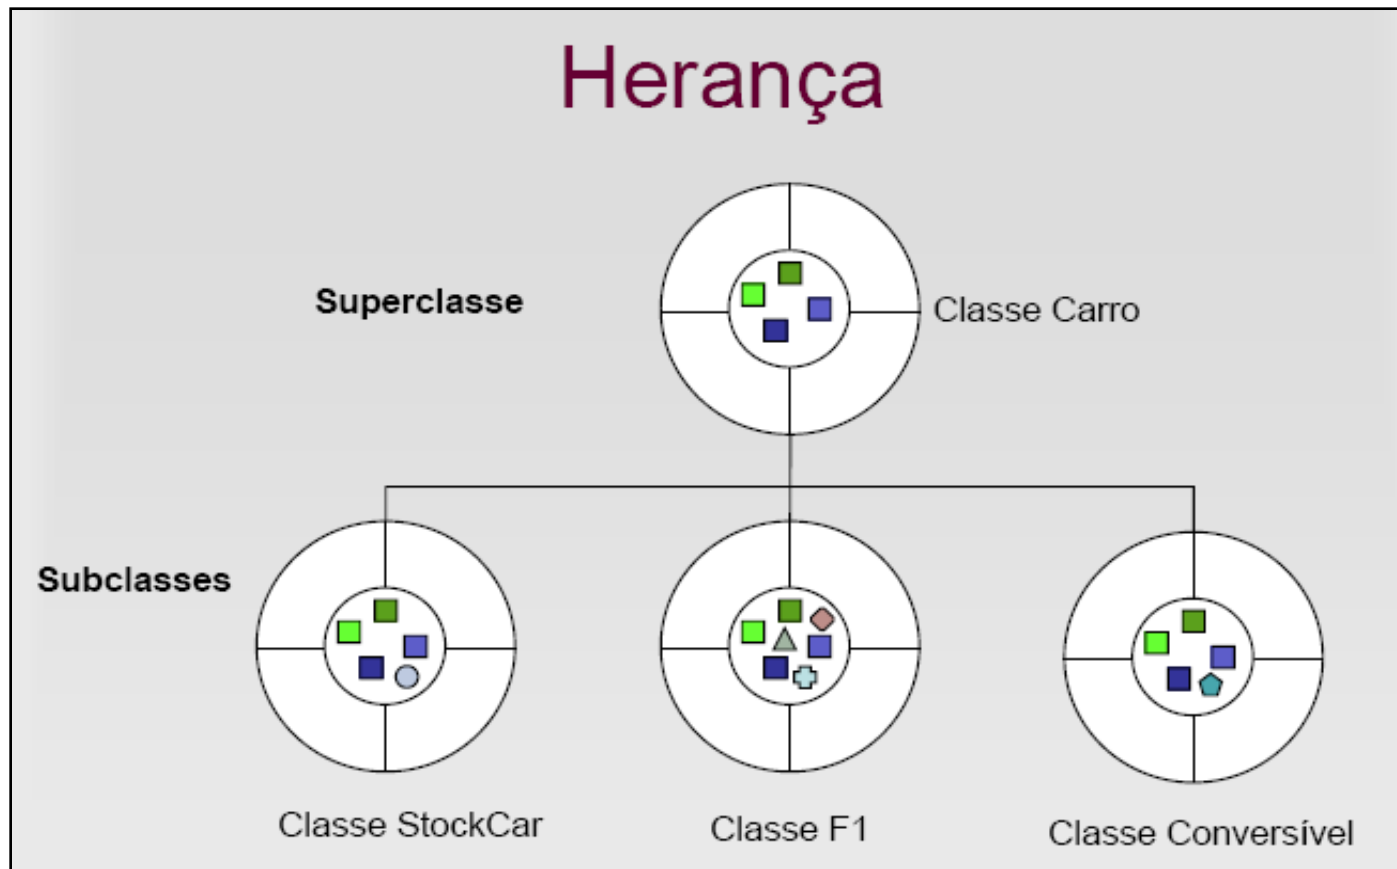 Herança
Superclasse
Classe Carro
Subclasses
Classe StockCar
Classe F1
Classe Conversível